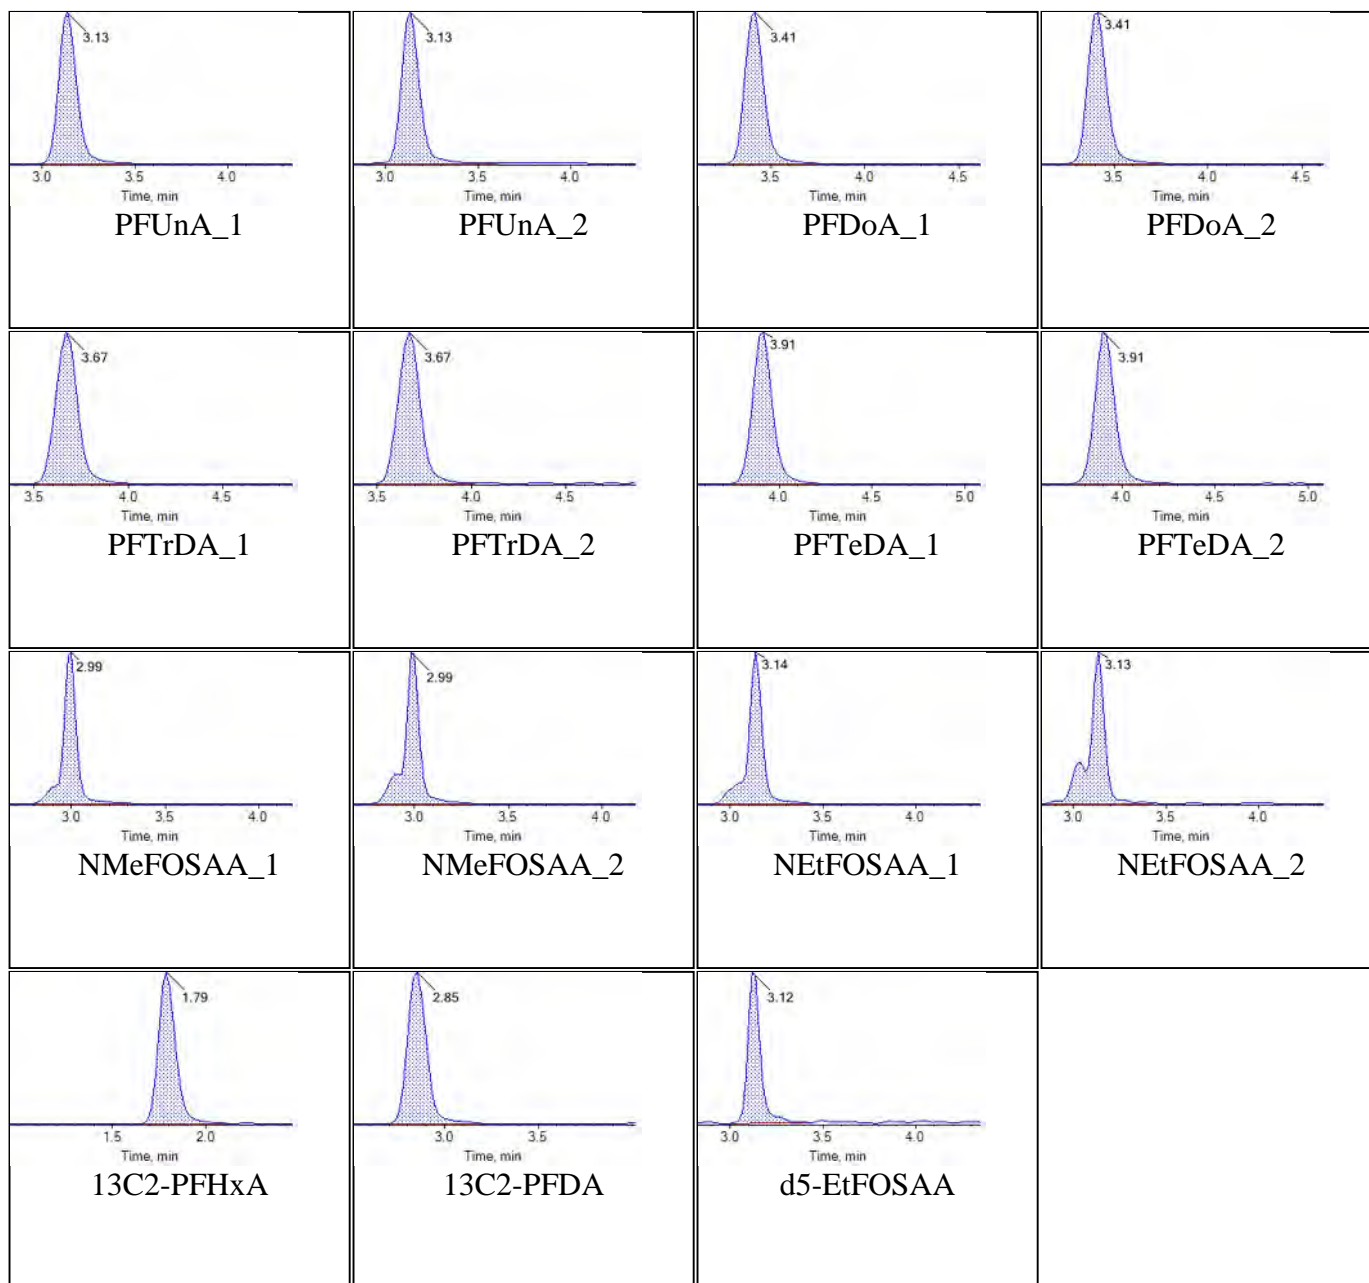 3.13
3.0 3.5 4.0
Time, min
PFUnA_1
3.13
3.0 3.5 4.0
Time, min
PFUnA_2
3.41
3.5 4.0 4.5
Time, min
PFDoA_1
3.41
3.5 4.0 4.5
Time, min
PFDoA_2
3.67
3.5 4.0 4.5
Time, min
PFTrDA_1
3.67
3.5 4.0 4.5
Time, min
PFTrDA_2
3.91
4.0 4.5 5.0
Time, min
PFTeDA_1
3.91
4.0 4.5 5.0
Time, min
PFTeDA_2
2.99
3.0 3.5 4.0
Time, min
NMeFOSAA_1
2.99
3.0 3.5 4.0
Time, min
NMeFOSAA_2
3.14
3.0 3.5 4.0
Time, min
NEtFOSAA_1
3.13
3.0 3.5 4.0
Time, min
NEtFOSAA_2
1.79
1.5 2.0
Time, min
13C2-PFHxA
2.85
3.0 3.5
Time, min
13C2-PFDA
3.12
3.0 3.5 4.0
Time, min
d5-EtFOSAA